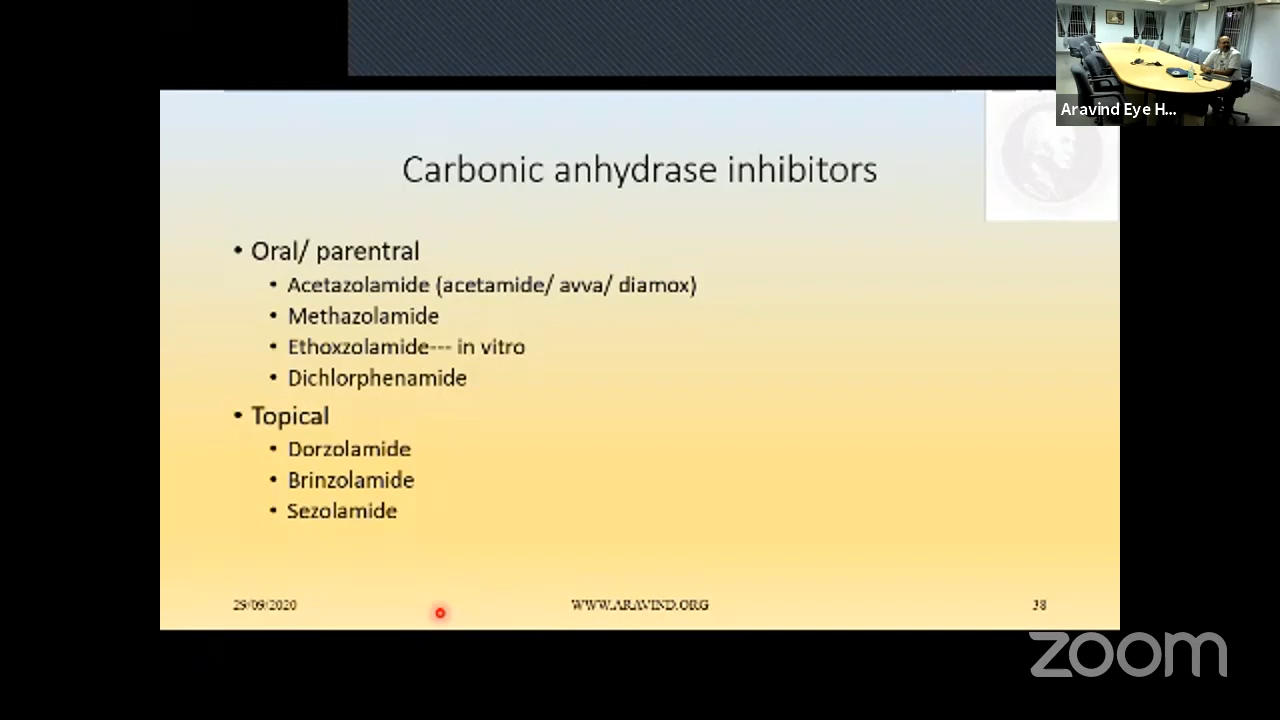 Aravind Eye H...
Carbonic anhydrase inhibitors
• Oral/ parentral
• Acetazolamide (acetamide/ avva/ diamox)
• Methazolamide
• Ethoxzolamide--- in vitro
• Dichlorphenamide
• Topical
• Dorzolamide
• Brinzolamide
• Sezolamide
29/09/2020 WWW.ARAVIND.ORG 38
zoom